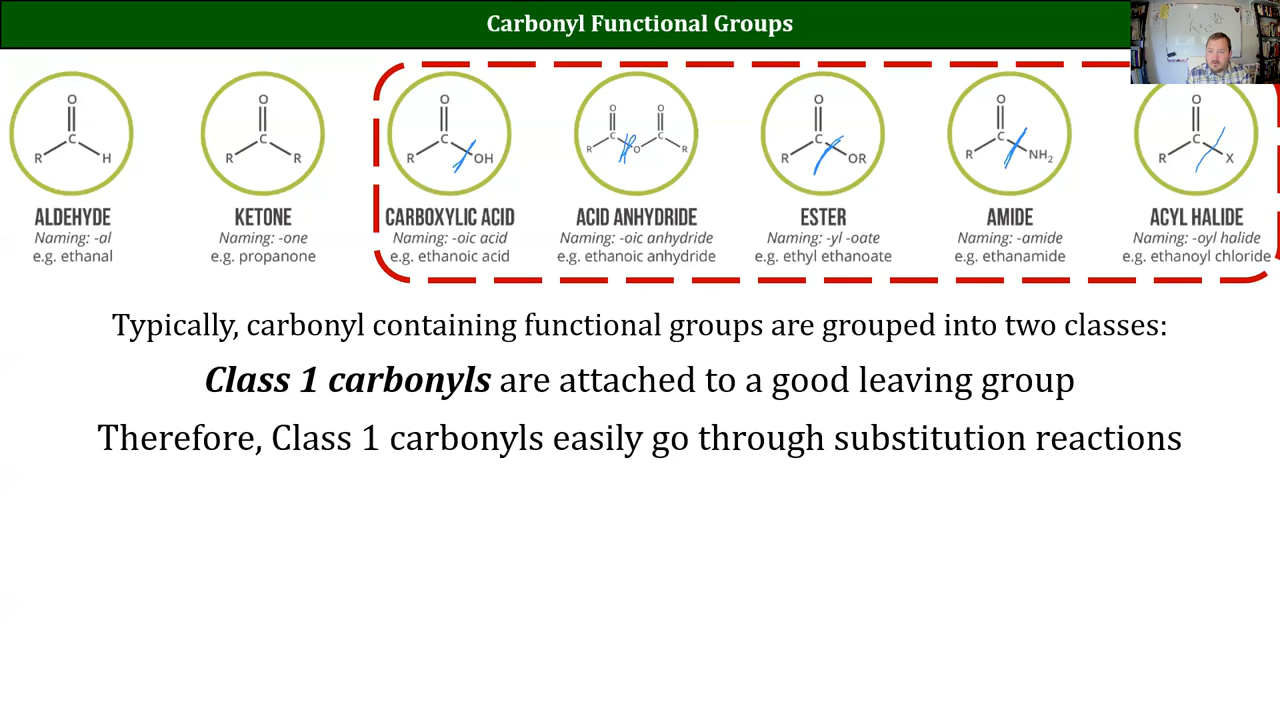 Carbonyl Functional Groups
O
C
R
H
ALDEHYDE
Naming: -al
e.g. ethanal
O
C
R
R
KETONE
Naming: -one
e.g. propanone
O
C
R
OH
CARBOXYLIC ACID
Naming: -oic acid
e.g. ethanoic acid
O O
C C
R O R
ACID ANHYDRIDE
Naming: -oic anhydride
e.g. ethanoic anhydride
O
C
R
OR
ESTER
Naming: -yl -oate
e.g. ethyl ethanoate
O
C
R
NH₂
AMIDE
Naming: -amide
e.g. ethanamide
O
C
R
X
ACYL HALIDE
Naming: -oyl halide
e.g. ethanoyl chloride
Typically, carbonyl containing functional groups are grouped into two classes:
Class 1 carbonyls are attached to a good leaving group
Therefore, Class 1 carbonyls easily go through substitution reactions